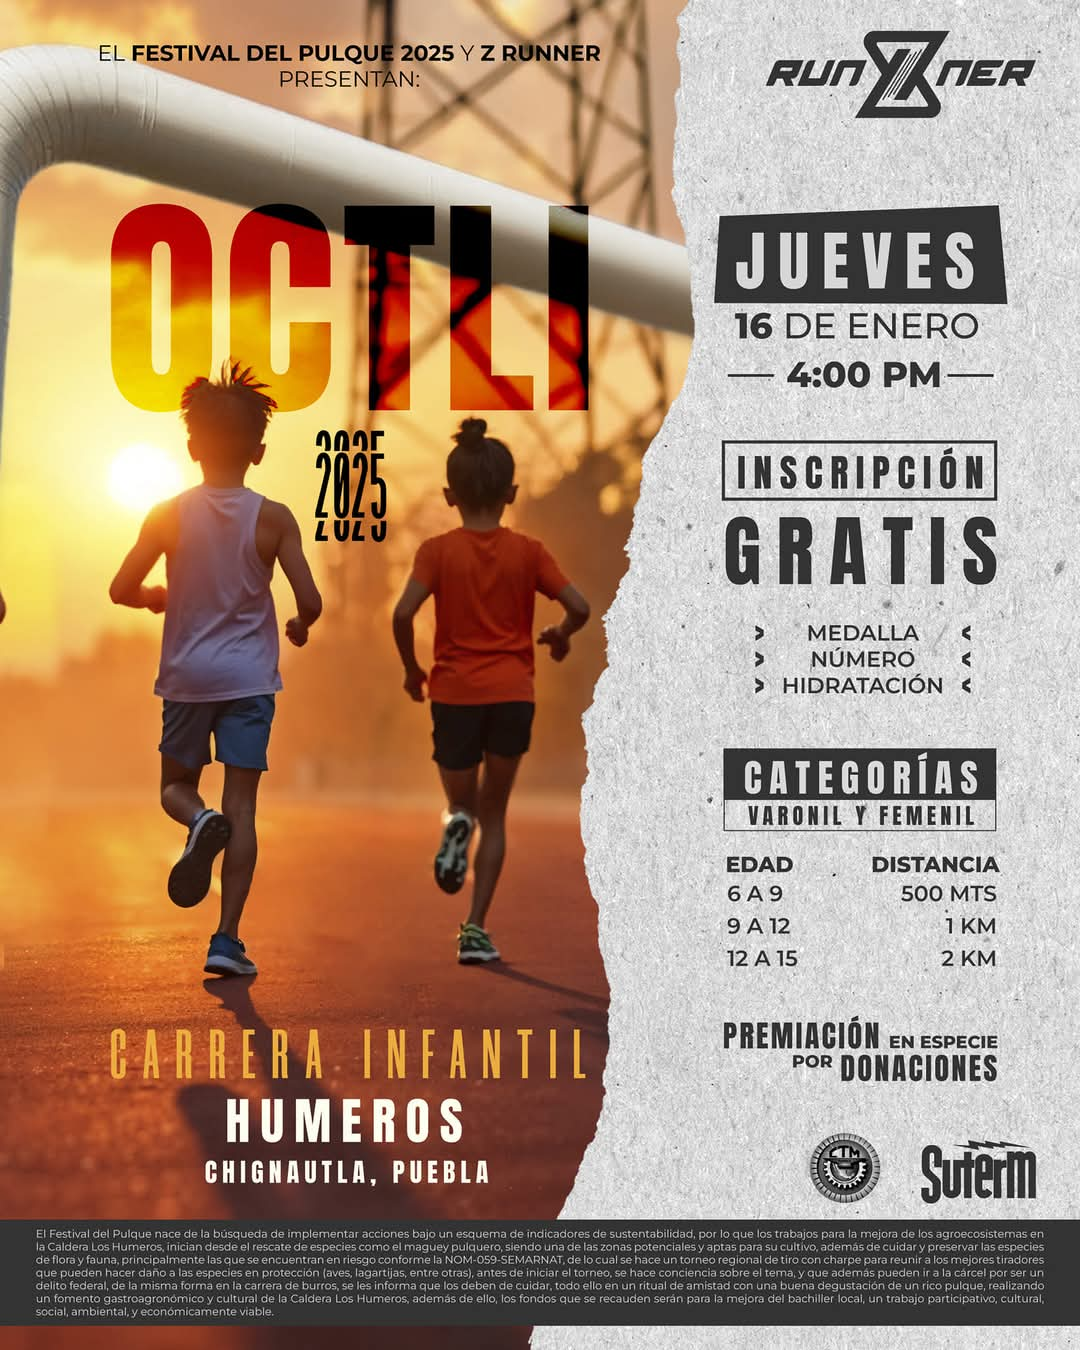 EL FESTIVAL DEL PULQUE 2025 Y Z RUNNER
PRESENTAN:
OCTLI
2025
CARRERA INFANTIL
HUMEROS
CHIGNAUTLA, PUEBLA
RUN NER
JUEVES
16 DE ENERO
4:00 PM
INSCRIPCIÓN
GRATIS
MEDALLA
NÚMERO
HIDRATACIÓN
CATEGORÍAS
VARONIL Y FEMENIL
EDAD DISTANCIA
6 A 9 500 MTS
9 A 12 1 KM
12 A 15 2 KM
PREMIACIÓN EN ESPECIE
POR DONACIONES
CTM
Suterm
El Festival del Pulque nace de la búsqueda de implementar acciones bajo un esquema de indicadores de sustentabilidad, por lo que los trabajos para la mejora de los agroecosistemas en
la Caldera Los Humeros, inician desde el rescate de especies como el maguey pulquero, siendo una de las zonas potenciales y aptas para su cultivo, además de cuidar y preservar las especies
de flora y fauna, principalmente las que se encuentran en riesgo conforme la NOM-059-SEMARNAT, de lo cual se hace un torneo regional de tiro con charpe para reunir a los mejores tiradores
que pueden hacer daño a las especies en protección (aves, lagartijas, entre otras), antes de iniciar el torneo, se hace conciencia sobre el tema, y que además pueden ir a la cárcel por ser un
delito federal, de la misma forma en la carrera de burros, se les informa que los deben de cuidar, todo ello en un ritual de amistad con una buena degustación de un rico pulque, realizando
un fomento gastroagronómico y cultural de la Caldera Los Humeros, además de ello, los fondos que se recauden serán para la mejora del bachiller local, un trabajo participativo, cultural,
social, ambiental, y económicamente viable.